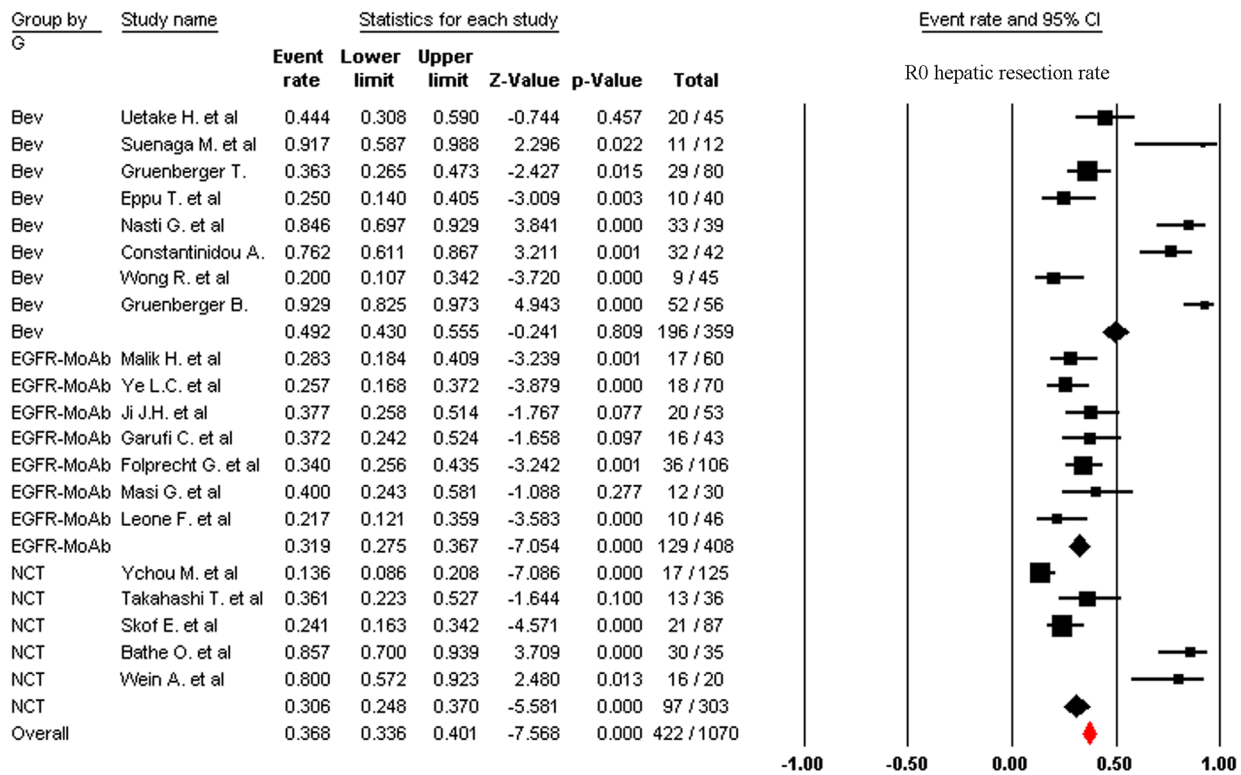 Group by Study name Statistics for each study Event rate and 95% CI
G
Event Lower Upper
rate limit limit Z-Value p-Value Total
R0 hepatic resection rate
Bev Uetake H. et al 0.444 0.308 0.590 -0.744 0.457 20 / 45
Bev Suenaga M. et al 0.917 0.587 0.988 2.296 0.022 11 / 12
Bev Gruenberger T. 0.363 0.265 0.473 -2.427 0.015 29 / 80
Bev Eppu T. et al 0.250 0.140 0.405 -3.009 0.003 10 / 40
Bev Nasti G. et al 0.846 0.697 0.929 3.841 0.000 33 / 39
Bev Constantinidou A. 0.762 0.611 0.867 3.211 0.001 32 / 42
Bev Wong R. et al 0.200 0.107 0.342 -3.720 0.000 9 / 45
Bev Gruenberger B. 0.929 0.825 0.973 4.943 0.000 52 / 56
Bev 0.492 0.430 0.555 -0.241 0.809 196 / 359
EGFR-MoAb Malik H. et al 0.283 0.184 0.409 -3.239 0.001 17 / 60
EGFR-MoAb Ye L.C. et al 0.257 0.168 0.372 -3.879 0.000 18 / 70
EGFR-MoAb Ji J.H. et al 0.377 0.258 0.514 -1.767 0.077 20 / 53
EGFR-MoAb Garufi C. et al 0.372 0.242 0.524 -1.658 0.097 16 / 43
EGFR-MoAb Folprecht G. et al 0.340 0.256 0.435 -3.242 0.001 36 / 106
EGFR-MoAb Masi G. et al 0.400 0.243 0.581 -1.088 0.277 12 / 30
EGFR-MoAb Leone F. et al 0.217 0.121 0.359 -3.583 0.000 10 / 46
EGFR-MoAb 0.319 0.275 0.367 -7.054 0.000 129 / 408
NCT Ychou M. et al 0.136 0.086 0.208 -7.086 0.000 17 / 125
NCT Takahashi T. et al 0.361 0.223 0.527 -1.644 0.100 13 / 36
NCT Skof E. et al 0.241 0.163 0.342 -4.571 0.000 21 / 87
NCT Bathe O. et al 0.857 0.700 0.939 3.709 0.000 30 / 35
NCT Wein A. et al 0.800 0.572 0.923 2.480 0.013 16 / 20
NCT 0.306 0.248 0.370 -5.581 0.000 97 / 303
Overall 0.368 0.336 0.401 -7.568 0.000 422 / 1070
-1.00 -0.50 0.00 0.50 1.00